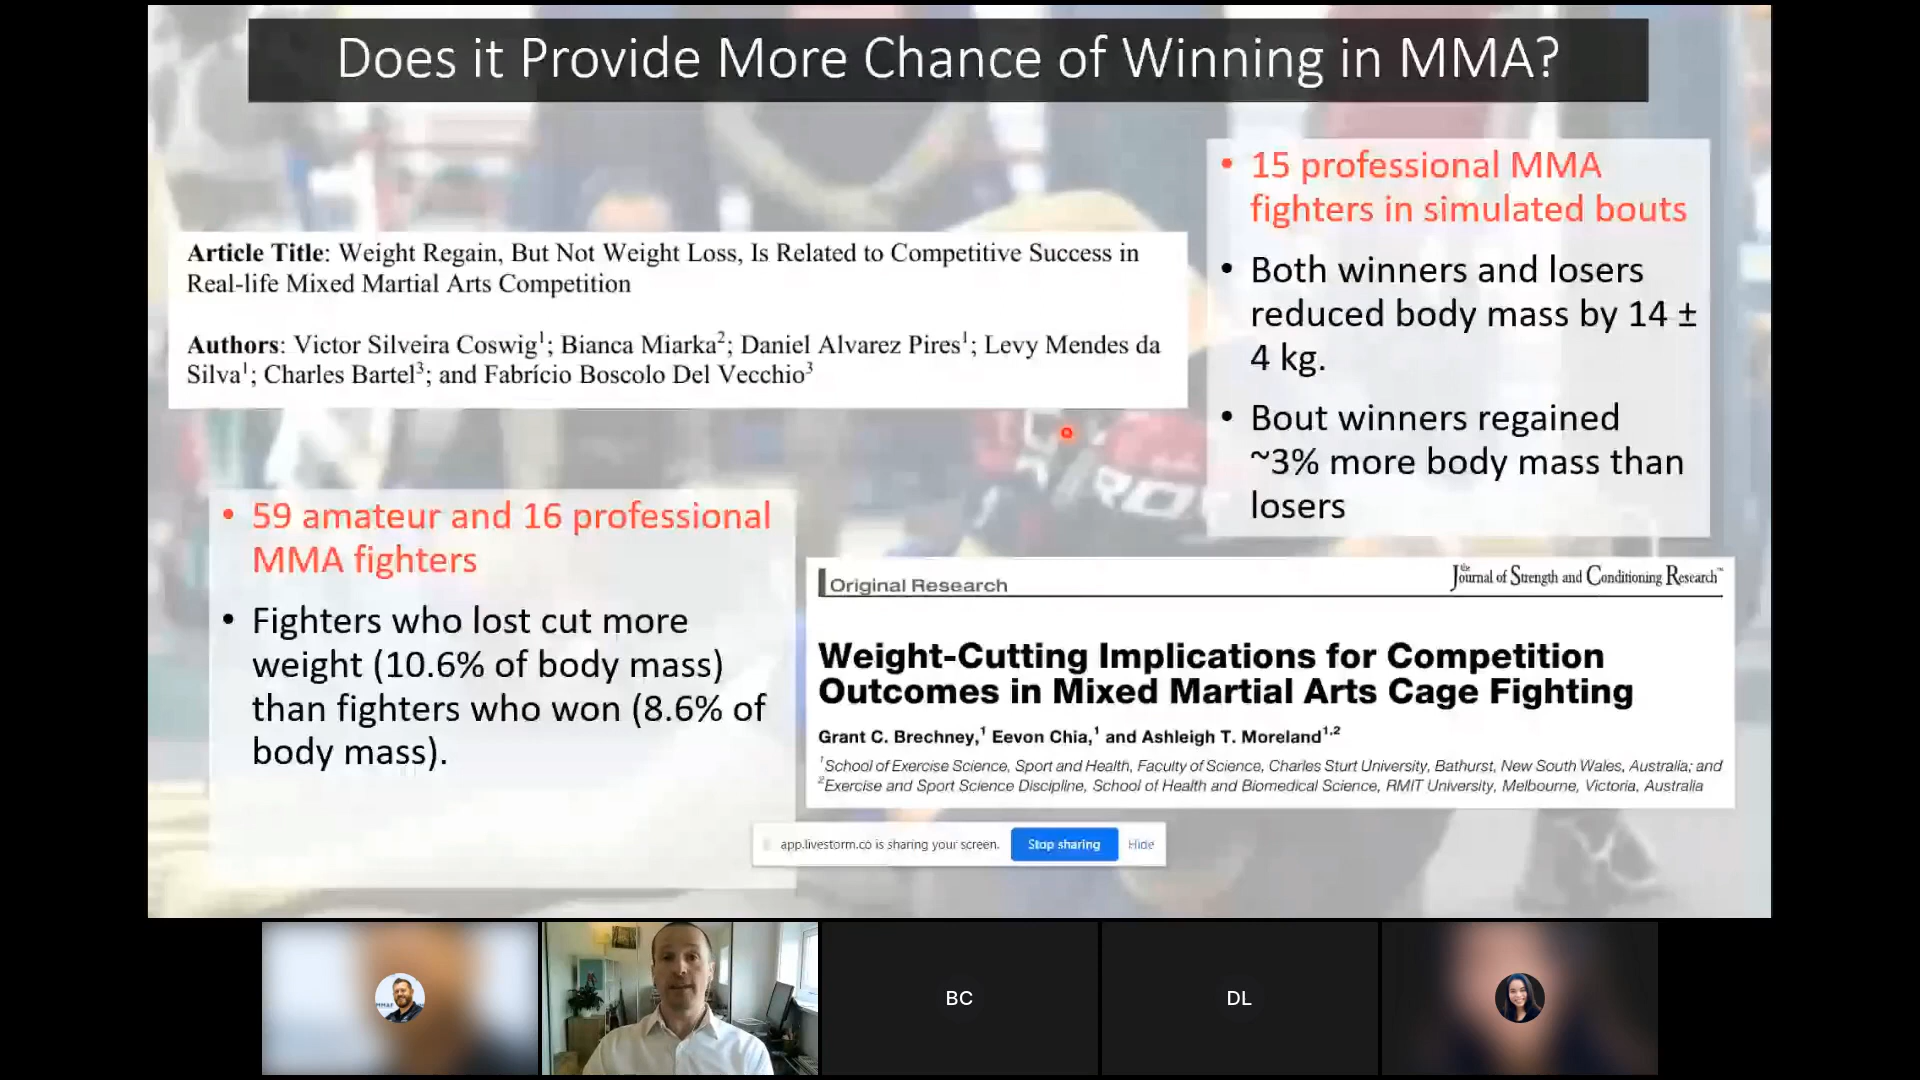 Does it Provide More Chance of Winning in MMA?
Article Title: Weight Regain, But Not Weight Loss, Is Related to Competitive Success in
Real-life Mixed Martial Arts Competition
Authors: Victor Silveira Coswig¹; Bianca Miarka²; Daniel Alvarez Pires¹; Levy Mendes da
Silva¹; Charles Bartel³; and Fabrício Boscolo Del Vecchio³
• 15 professional MMA
fighters in simulated bouts
• Both winners and losers
reduced body mass by 14 ±
4 kg.
• Bout winners regained
~3% more body mass than
losers
• 59 amateur and 16 professional
MMA fighters
• Fighters who lost cut more
weight (10.6% of body mass)
than fighters who won (8.6% of
body mass).
Original Research
the Journal of Strength and Conditioning Research™
Weight-Cutting Implications for Competition
Outcomes in Mixed Martial Arts Cage Fighting
Grant C. Brechney,¹ Eevon Chia,¹ and Ashleigh T. Moreland¹,²
¹School of Exercise Science, Sport and Health, Faculty of Science, Charles Sturt University, Bathurst, New South Wales, Australia; and
²Exercise and Sport Science Discipline, School of Health and Biomedical Science, RMIT University, Melbourne, Victoria, Australia
app.livestorm.co is sharing your screen.
Stop sharing
Hide
BC
DL